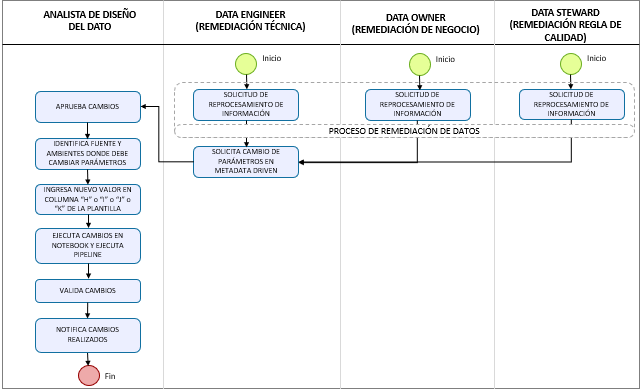 ANALISTA DE DISEÑO
DEL DATO
DATA ENGINEER
(REMEDIACIÓN TÉCNICA)
DATA OWNER
(REMEDIACIÓN DE NEGOCIO)
DATA STEWARD
(REMEDIACIÓN REGLA DE
CALIDAD)
Inicio
Inicio
Inicio
SOLICITUD DE
REPROCESAMIENTO DE
INFORMACIÓN
SOLICITUD DE
REPROCESAMIENTO DE
INFORMACIÓN
SOLICITUD DE
REPROCESAMIENTO DE
INFORMACIÓN
PROCESO DE REMEDIACIÓN DE DATOS
SOLICITA CAMBIO DE
PARÁMETROS EN
METADATA DRIVEN
APRUEBA CAMBIOS
IDENTIFICA FUENTE Y
AMBIENTES DONDE DEBE
CAMBIAR PARÁMETROS
INGRESA NUEVO VALOR EN
COLUMNA "H" o "I" o "J" o
"K" DE LA PLANTILLA
EJECUTA CAMBIOS EN
NOTEBOOK Y EJECUTA
PIPELINE
VALIDA CAMBIOS
NOTIFICA CAMBIOS
REALIZADOS
Fin